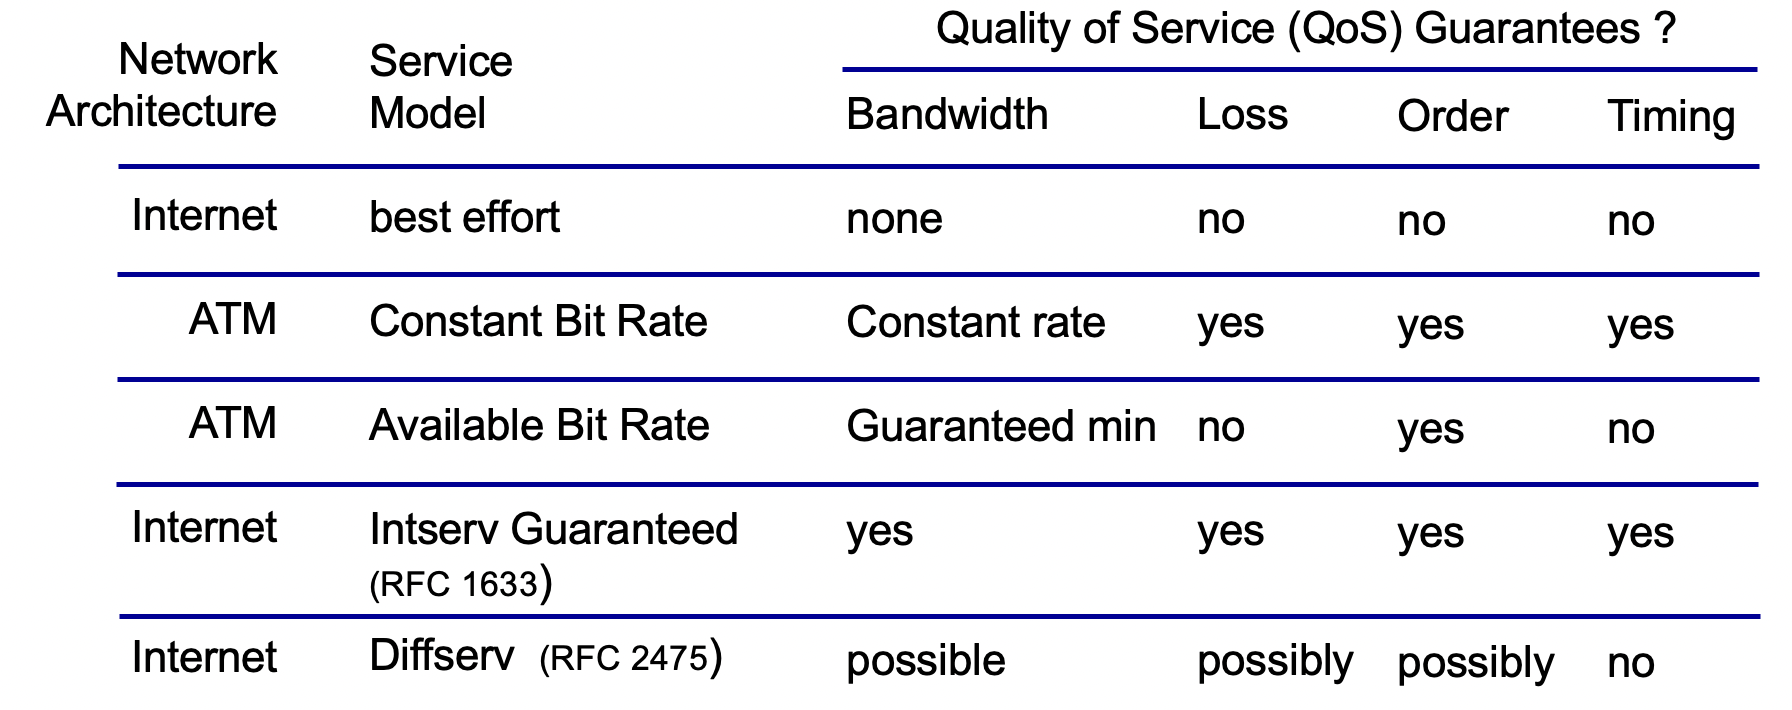 Quality of Service (QoS) Guarantees ?
Network Architecture Service Model Bandwidth Loss Order Timing
Internet best effort none no no no
ATM Constant Bit Rate Constant rate yes yes yes
ATM Available Bit Rate Guaranteed min no yes no
Internet Intserv Guaranteed (RFC 1633) yes yes yes yes
Internet Diffserv (RFC 2475) possible possibly possibly no